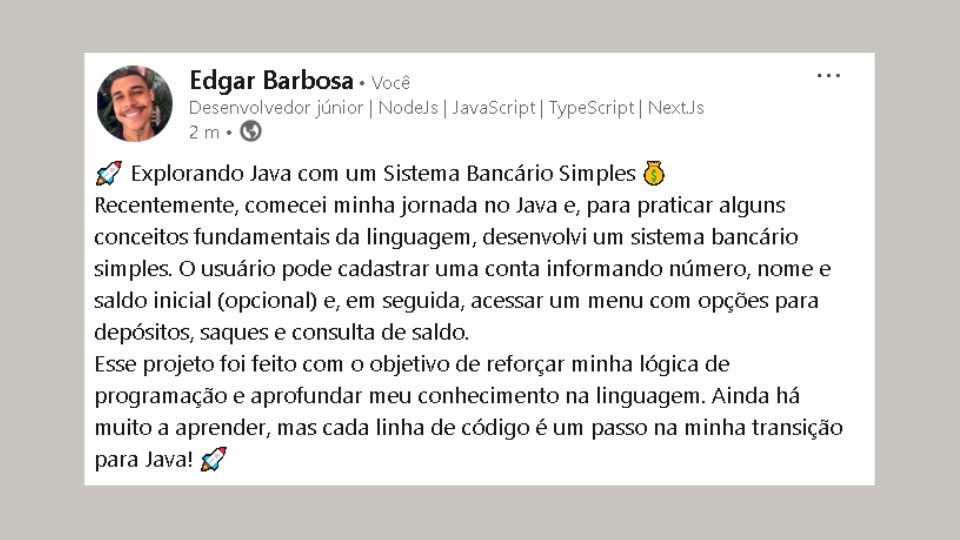 Edgar Barbosa • Você
Desenvolvedor júnior | NodeJs | JavaScript | TypeScript | NextJs
2 m •
🚀 Explorando Java com um Sistema Bancário Simples 💰
Recentemente, comecei minha jornada no Java e, para praticar alguns
conceitos fundamentais da linguagem, desenvolvi um sistema bancário
simples. O usuário pode cadastrar uma conta informando número, nome e
saldo inicial (opcional) e, em seguida, acessar um menu com opções para
depósitos, saques e consulta de saldo.
Esse projeto foi feito com o objetivo de reforçar minha lógica de
programação e aprofundar meu conhecimento na linguagem. Ainda há
muito a aprender, mas cada linha de código é um passo na minha transição
para Java! 🚀